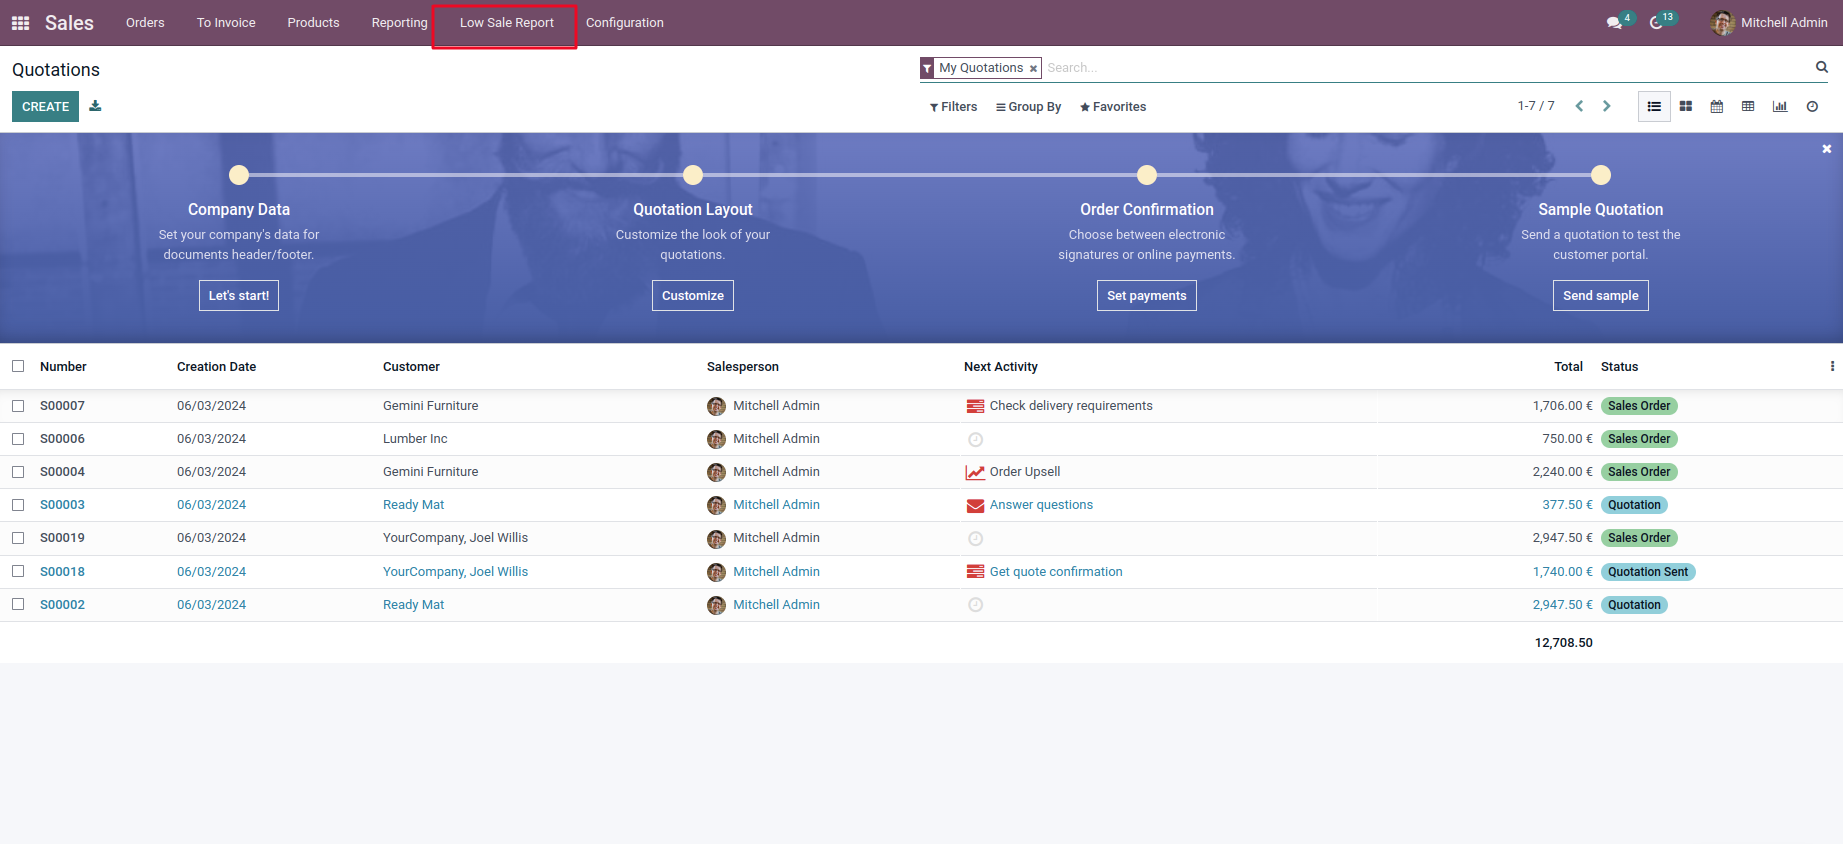 Sales Orders To Invoice Products Reporting Low Sale Report Configuration 4 13 Mitchell Admin
Quotations My Quotations × Search...
CREATE Filters Group By Favorites 1-7 / 7
Company Data Quotation Layout Order Confirmation Sample Quotation
Set your company's data for Customize the look of your Choose between electronic Send a quotation to test the
documents header/footer. quotations. signatures or online payments. customer portal.
Let's start! Customize Set payments Send sample
Number Creation Date Customer Salesperson Next Activity Total Status
S00007 06/03/2024 Gemini Furniture Mitchell Admin Check delivery requirements 1,706.00 € Sales Order
S00006 06/03/2024 Lumber Inc Mitchell Admin 750.00 € Sales Order
S00004 06/03/2024 Gemini Furniture Mitchell Admin Order Upsell 2,240.00 € Sales Order
S00003 06/03/2024 Ready Mat Mitchell Admin Answer questions 377.50 € Quotation
S00019 06/03/2024 YourCompany, Joel Willis Mitchell Admin 2,947.50 € Sales Order
S00018 06/03/2024 YourCompany, Joel Willis Mitchell Admin Get quote confirmation 1,740.00 € Quotation Sent
S00002 06/03/2024 Ready Mat Mitchell Admin 2,947.50 € Quotation
12,708.50